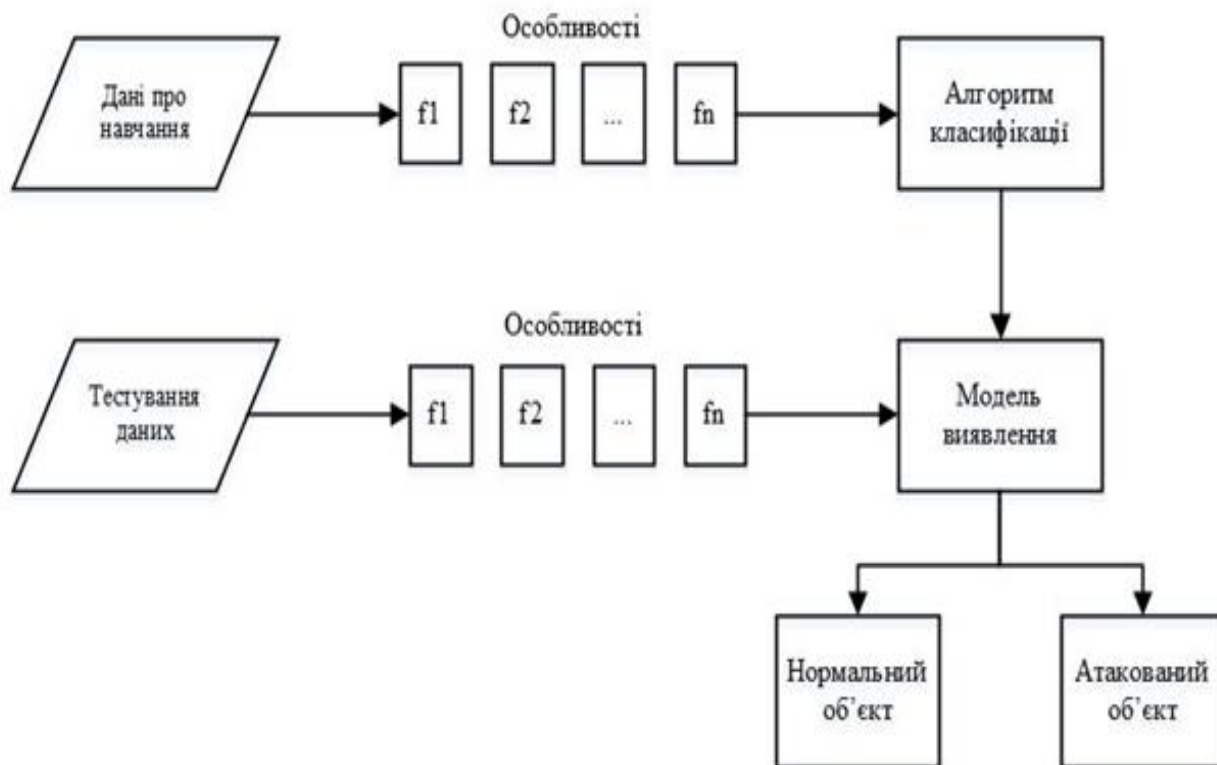 Особливості
Дані про
навчання
f1
f2
...
fn
Алгоритм
класифікації
Особливості
Тестування
даних
f1
f2
...
fn
Модель
виявлення
Нормальний
об’єкт
Атакований
об’єкт